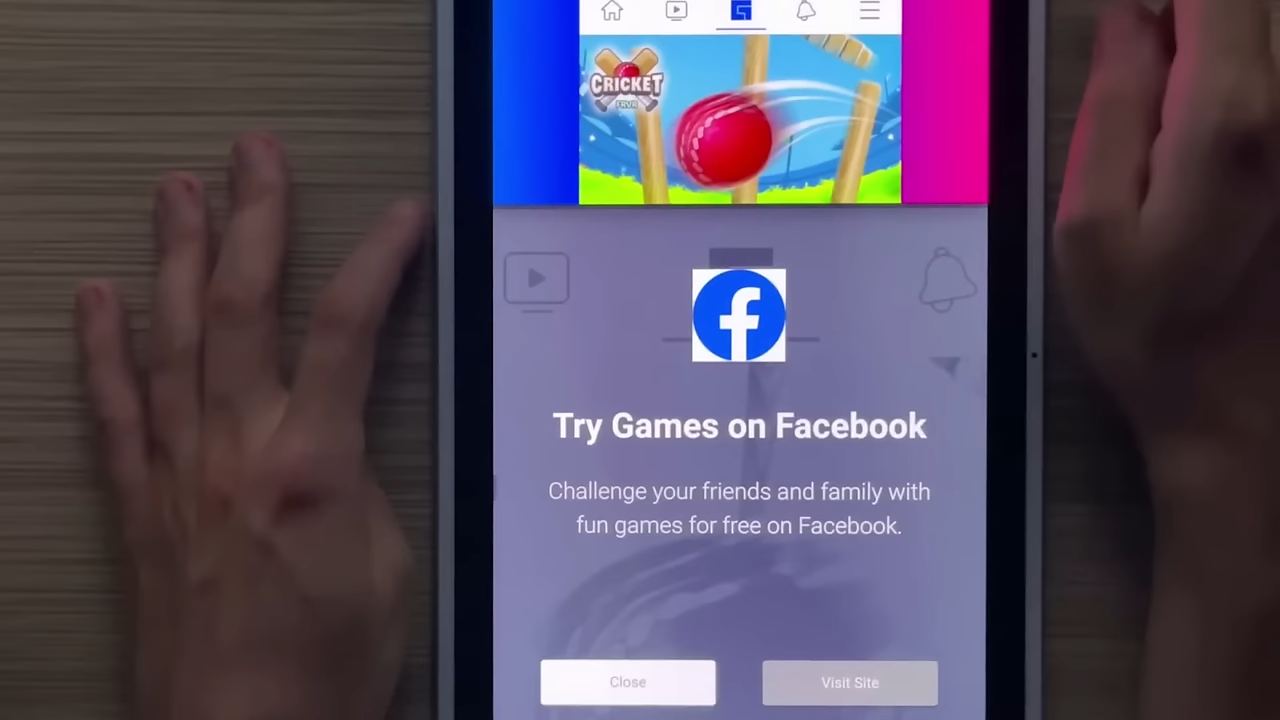 CRICKET
FRVR
Try Games on Facebook
Challenge your friends and family with
fun games for free on Facebook.
Close
Visit Site